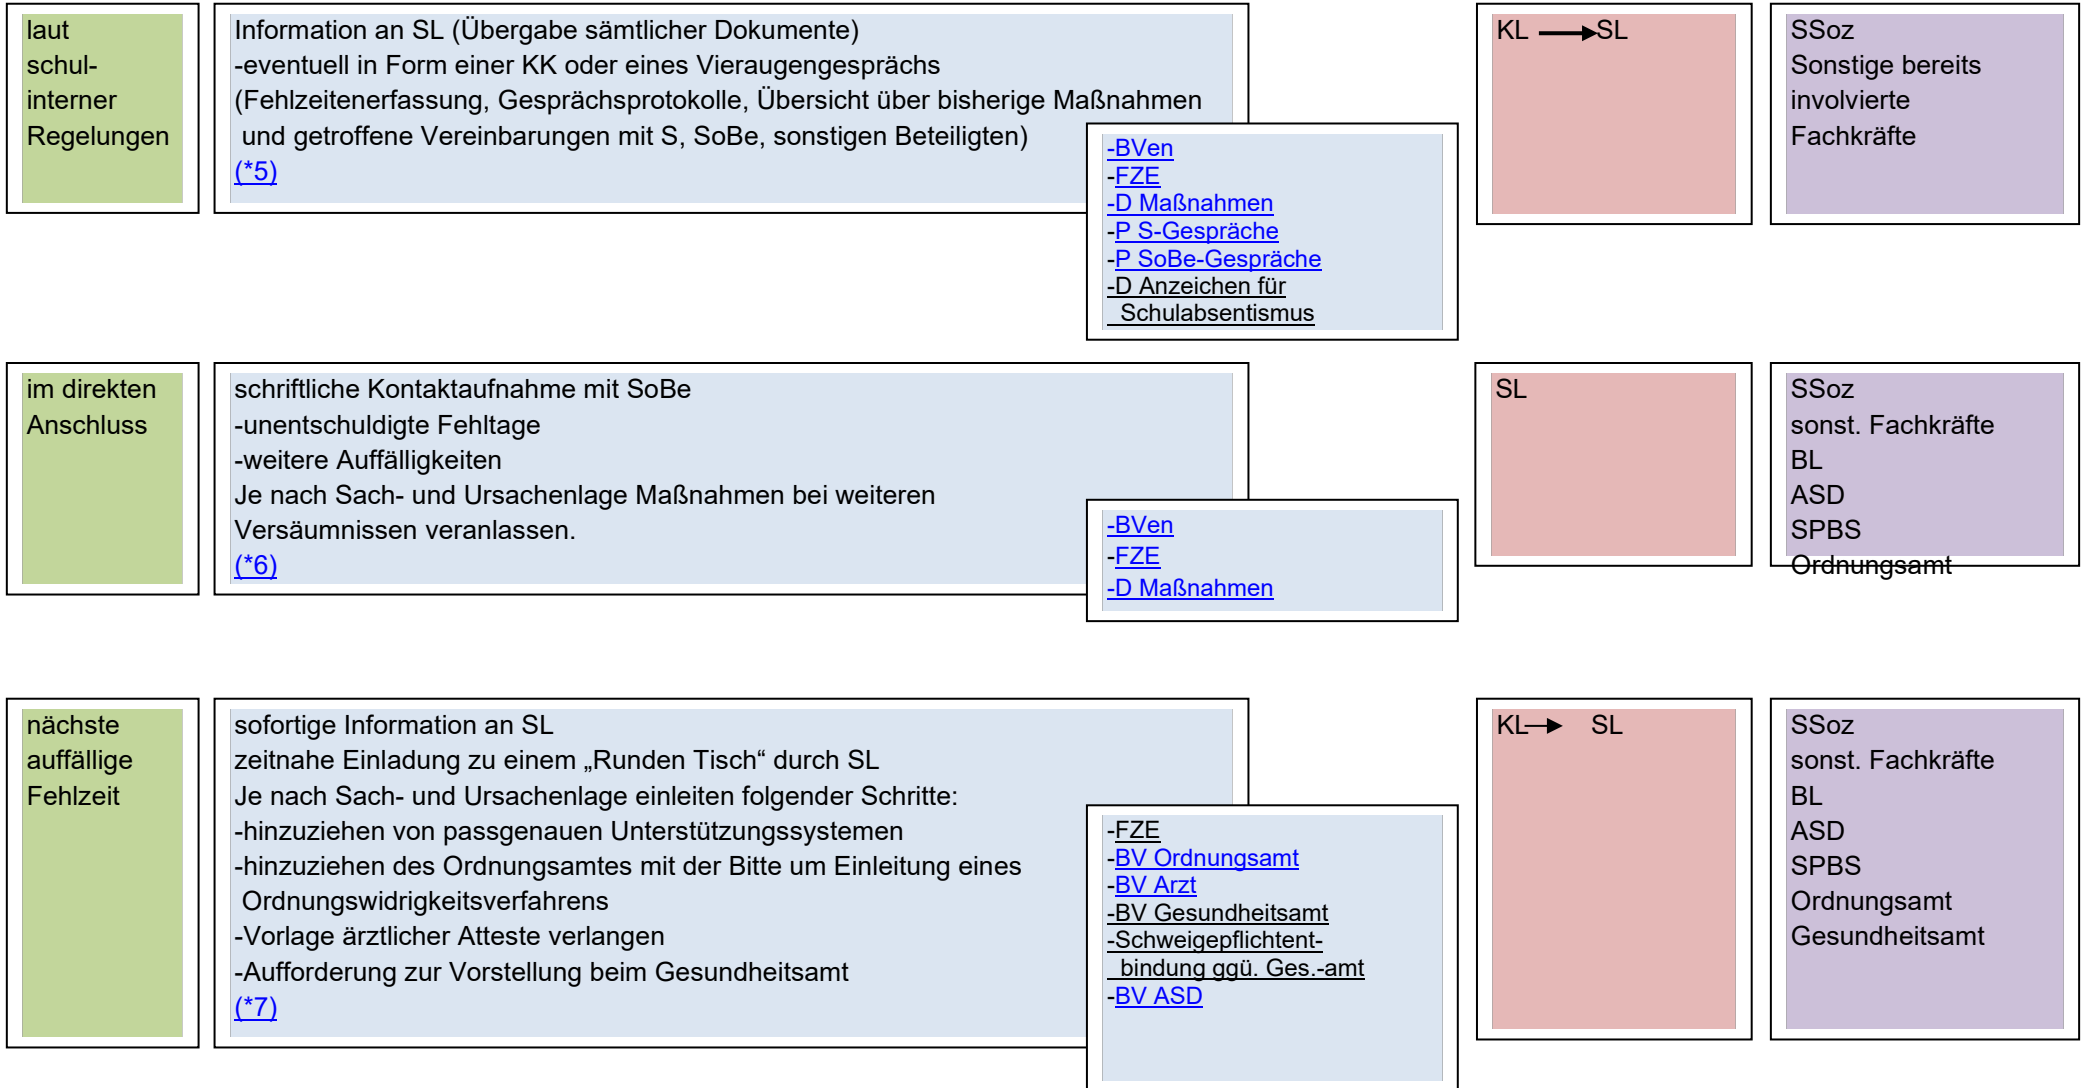 laut
schul-
interner
Regelungen
Information an SL (Übergabe sämtlicher Dokumente)
-eventuell in Form einer KK oder eines Vieraugengesprächs
(Fehlzeitenerfassung, Gesprächsprotokolle, Übersicht über bisherige Maßnahmen
und getroffene Vereinbarungen mit S, SoBe, sonstigen Beteiligten)
(*5)
-BVen
-FZE
-D Maßnahmen
-P S-Gespräche
-P SoBe-Gespräche
-D Anzeichen für
Schulabsentismus
KL → SL
SSoz
Sonstige bereits
involvierte
Fachkräfte
im direkten
Anschluss
schriftliche Kontaktaufnahme mit SoBe
-unentschuldigte Fehltage
-weitere Auffälligkeiten
Je nach Sach- und Ursachenlage Maßnahmen bei weiteren
Versäumnissen veranlassen.
(*6)
-BVen
-FZE
-D Maßnahmen
SL
SSoz
sonst. Fachkräfte
BL
ASD
SPBS
Ordnungsamt
nächste
auffällige
Fehlzeit
sofortige Information an SL
zeitnahe Einladung zu einem „Runden Tisch“ durch SL
Je nach Sach- und Ursachenlage einleiten folgender Schritte:
-hinzuziehen von passgenauen Unterstützungssystemen
-hinzuziehen des Ordnungsamtes mit der Bitte um Einleitung eines
Ordnungswidrigkeitsverfahrens
-Vorlage ärztlicher Atteste verlangen
-Aufforderung zur Vorstellung beim Gesundheitsamt
(*7)
-FZE
-BV Ordnungsamt
-BV Arzt
-BV Gesundheitsamt
-Schweigepflichtent-
bindung ggü. Ges.-amt
-BV ASD
KL → SL
SSoz
sonst. Fachkräfte
BL
ASD
SPBS
Ordnungsamt
Gesundheitsamt